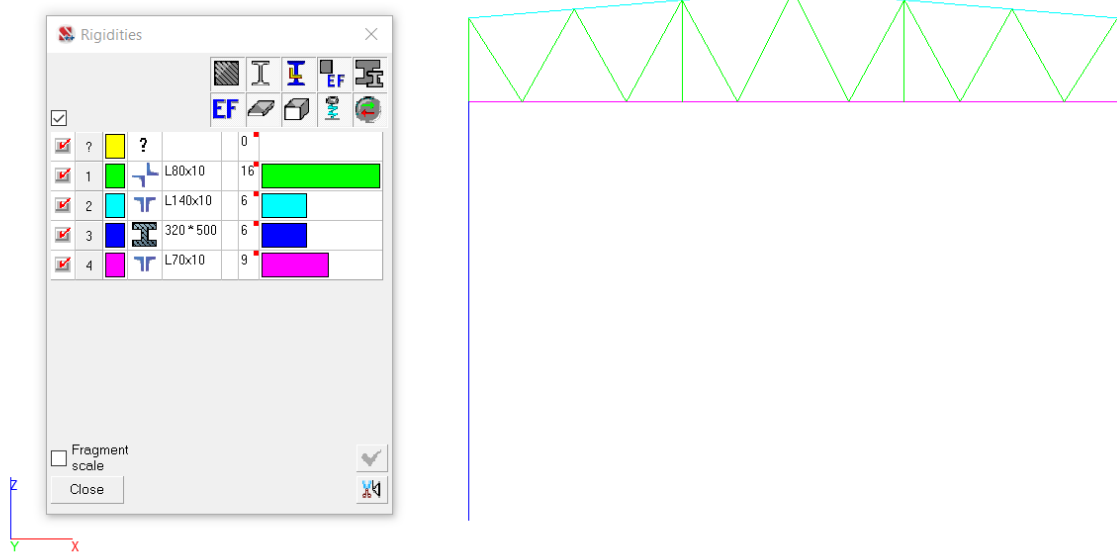 Rigidities
EF
EF
? ? 0
1 L80x10 16
2 L140x10 6
3 320 * 500 6
4 L70x10 9
Fragment
scale
Close
Z
Y X